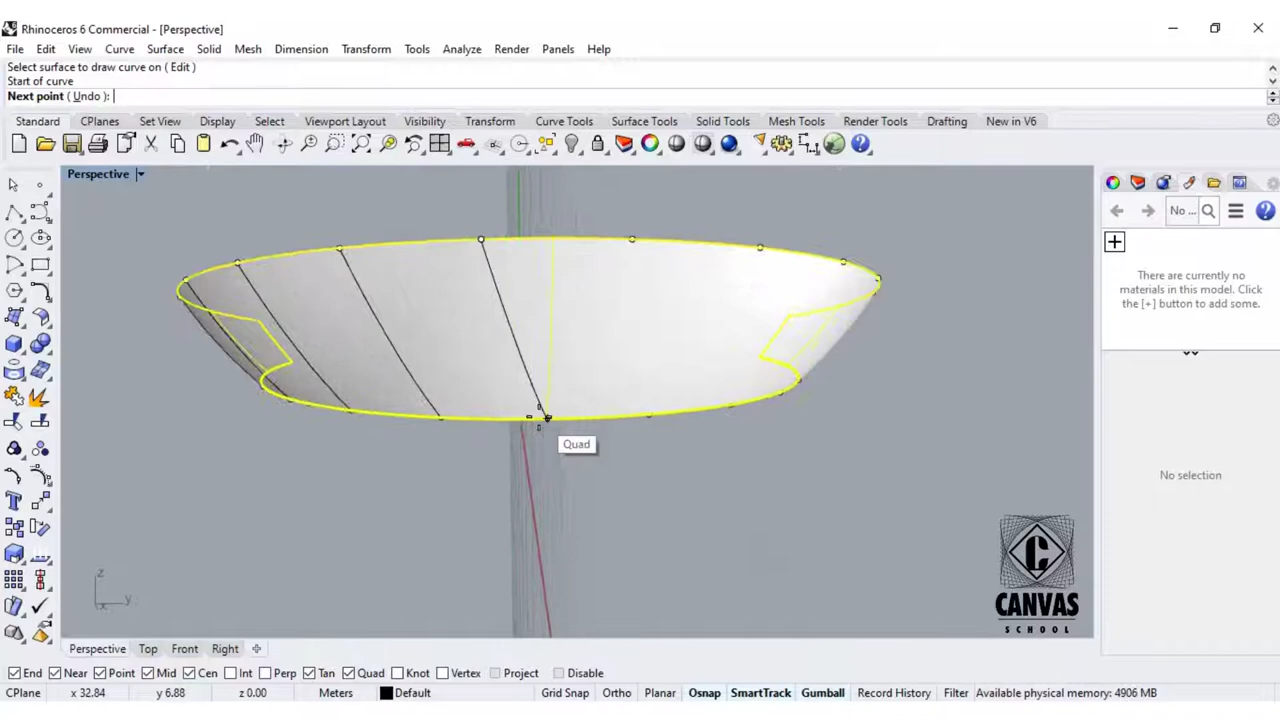 Rhinoceros 6 Commercial - [Perspective]
File Edit View Curve Surface Solid Mesh Dimension Transform Tools Analyze Render Panels Help
Select surface to draw curve on ( Edit )
Start of curve
Next point ( Undo ):
Standard CPlanes Set View Display Select Viewport Layout Visibility Transform Curve Tools Surface Tools Solid Tools Mesh Tools Render Tools Drafting New in V6
Perspective
No ...
There are currently no
materials in this model. Click
the [+] button to add some.
Quad
No selection
z
x y
C
CANVAS
SCHOOL
Perspective Top Front Right
End Near Point Mid Cen Int Perp Tan Quad Knot Vertex Project Disable
CPlane x 32.84 y 6.88 z 0.00 Meters Default Grid Snap Ortho Planar Osnap SmartTrack Gumball Record History Filter Available physical memory: 4906 MB